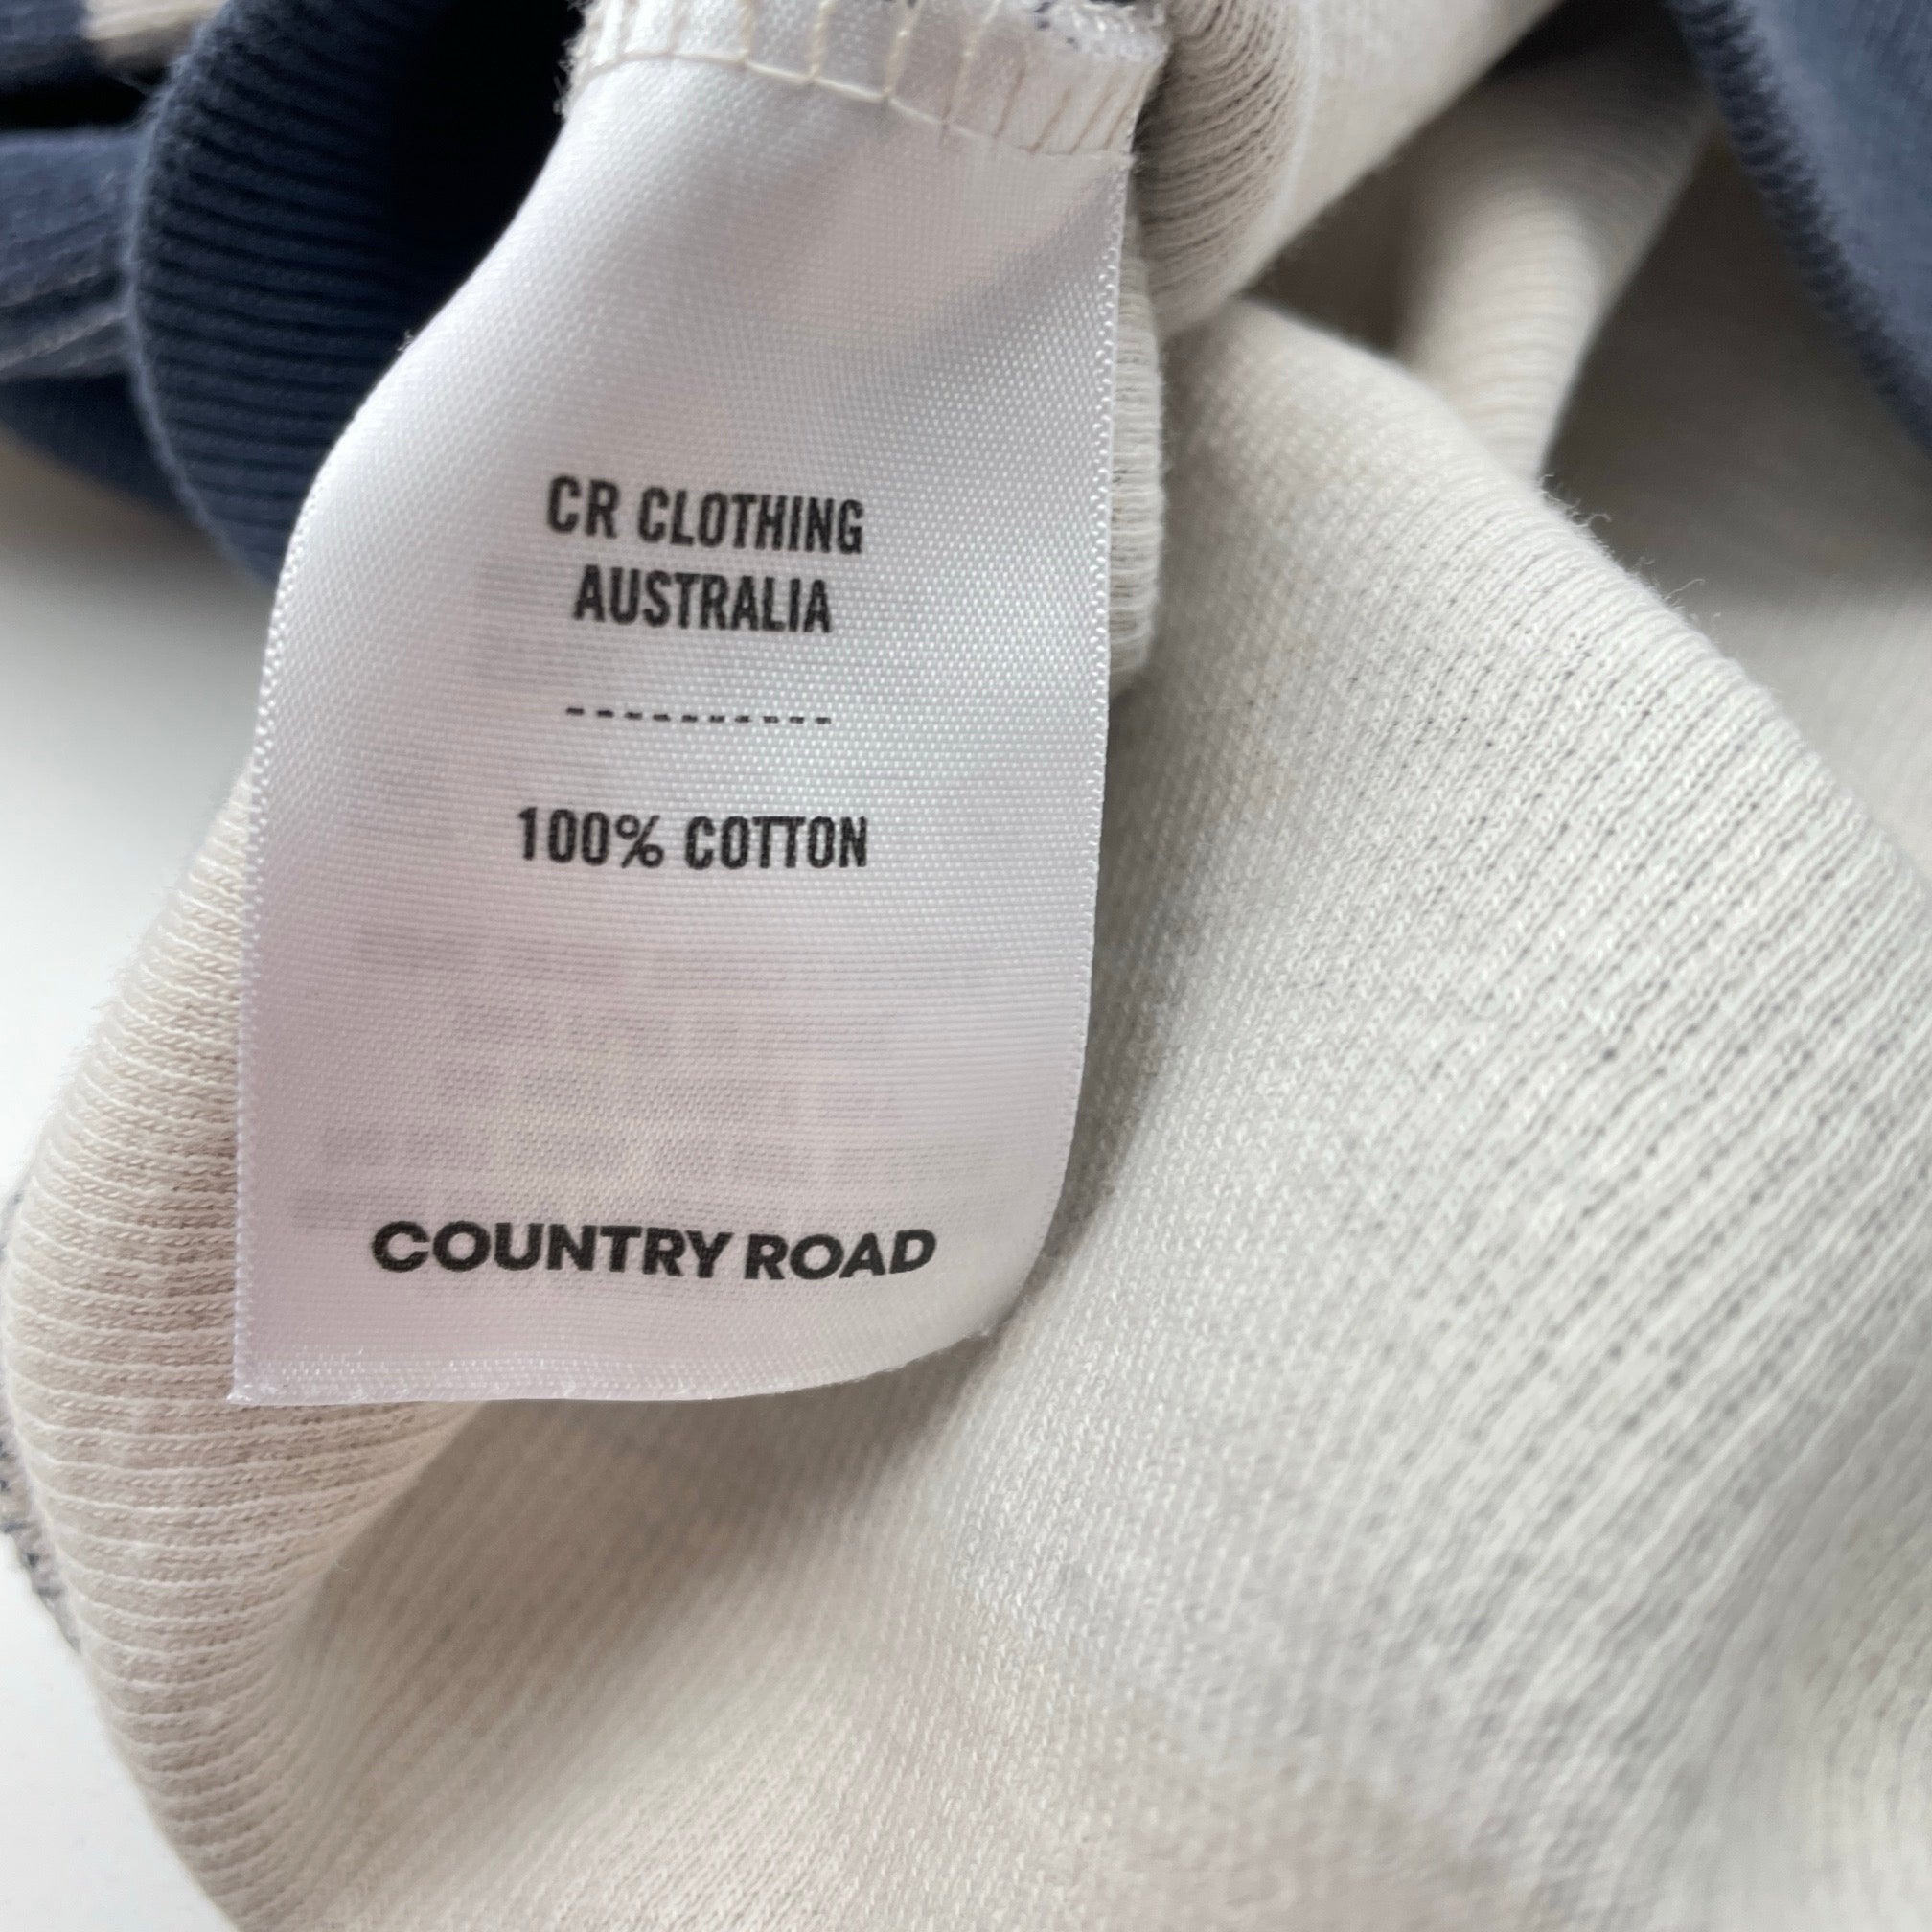 CR CLOTHING
AUSTRALIA
-----------
100% COTTON
COUNTRY ROAD